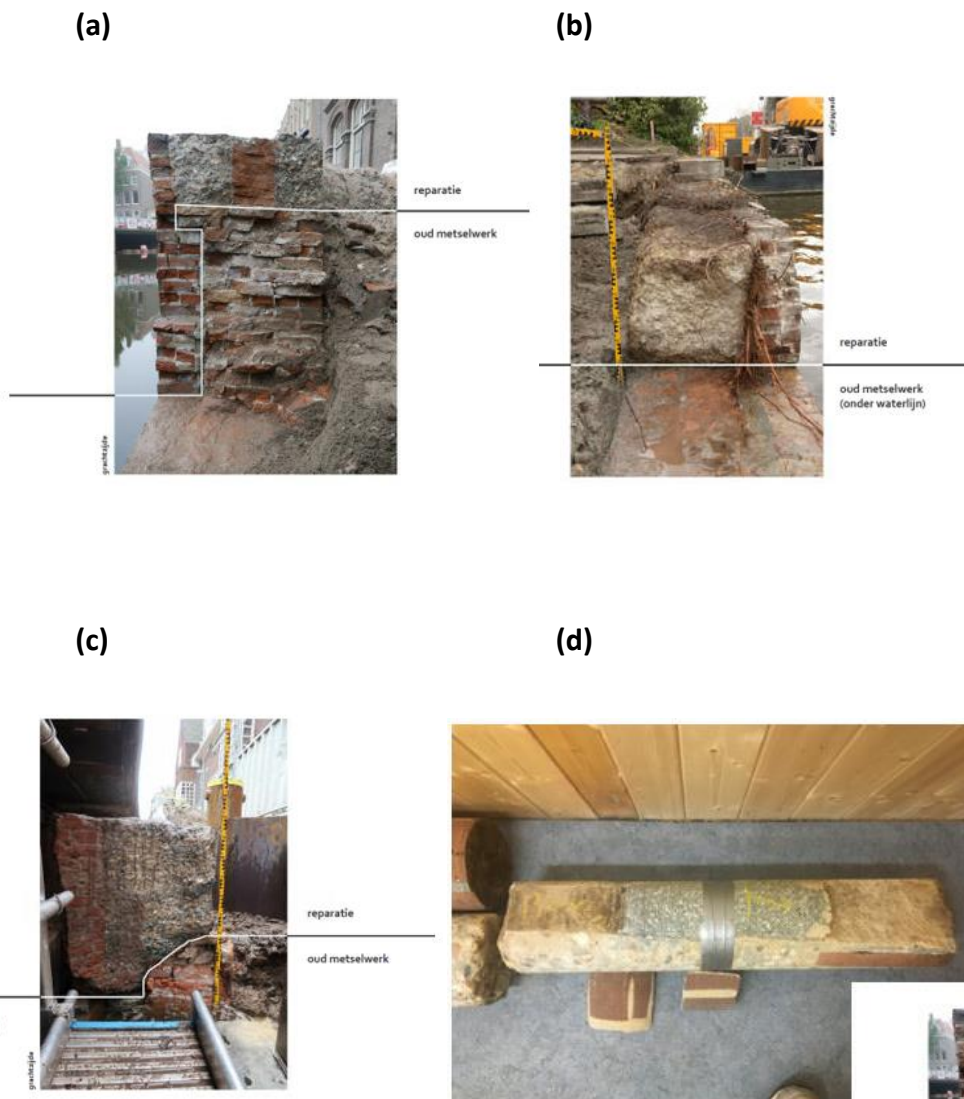 (a)
(b)
grachtzijde
reparatie
oud metselwerk
grachtzijde
reparatie
oud metselwerk
(onder waterlijn)
(c)
(d)
reparatie
oud metselwerk
grachtzijde